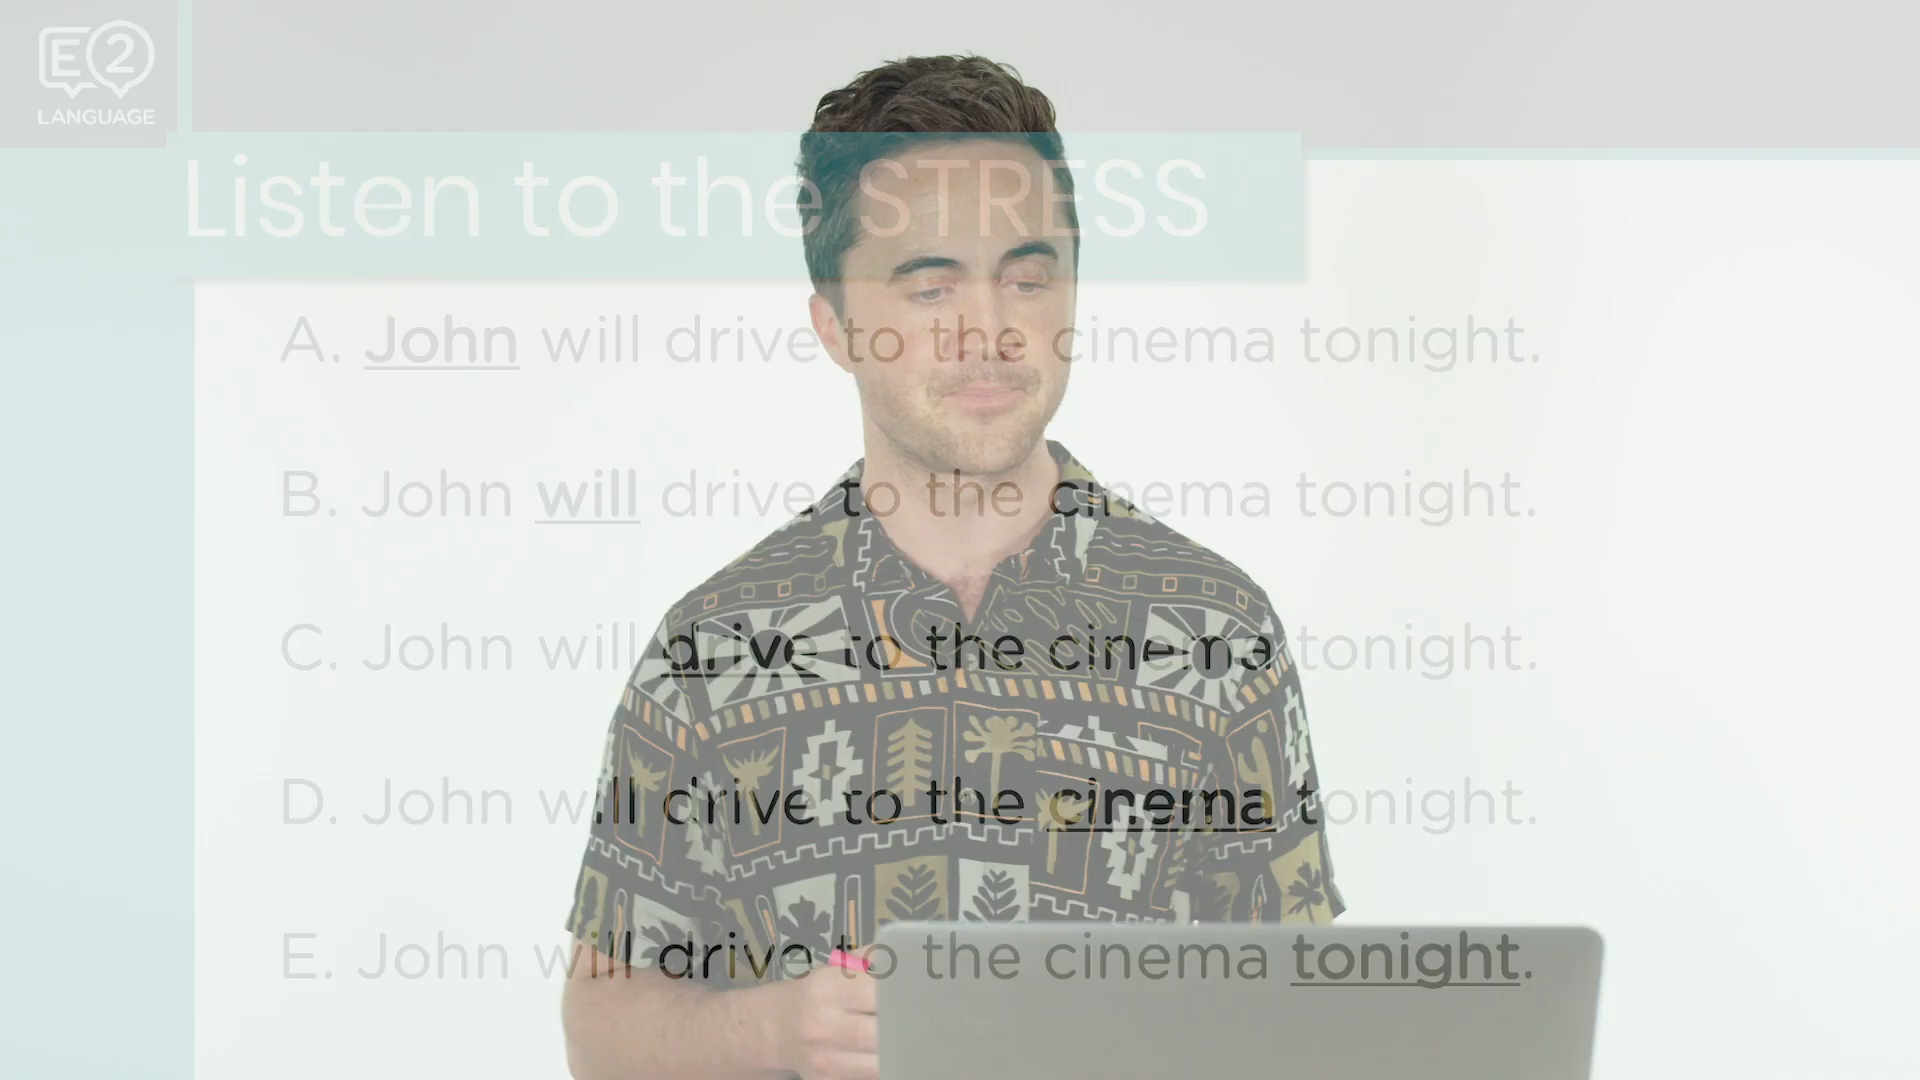 E2
LANGUAGE
Listen to the STRESS
A. John will drive to the cinema tonight.
B. John will drive to the cinema tonight.
C. John will drive to the cinema tonight.
D. John will drive to the cinema tonight.
E. John will drive to the cinema tonight.